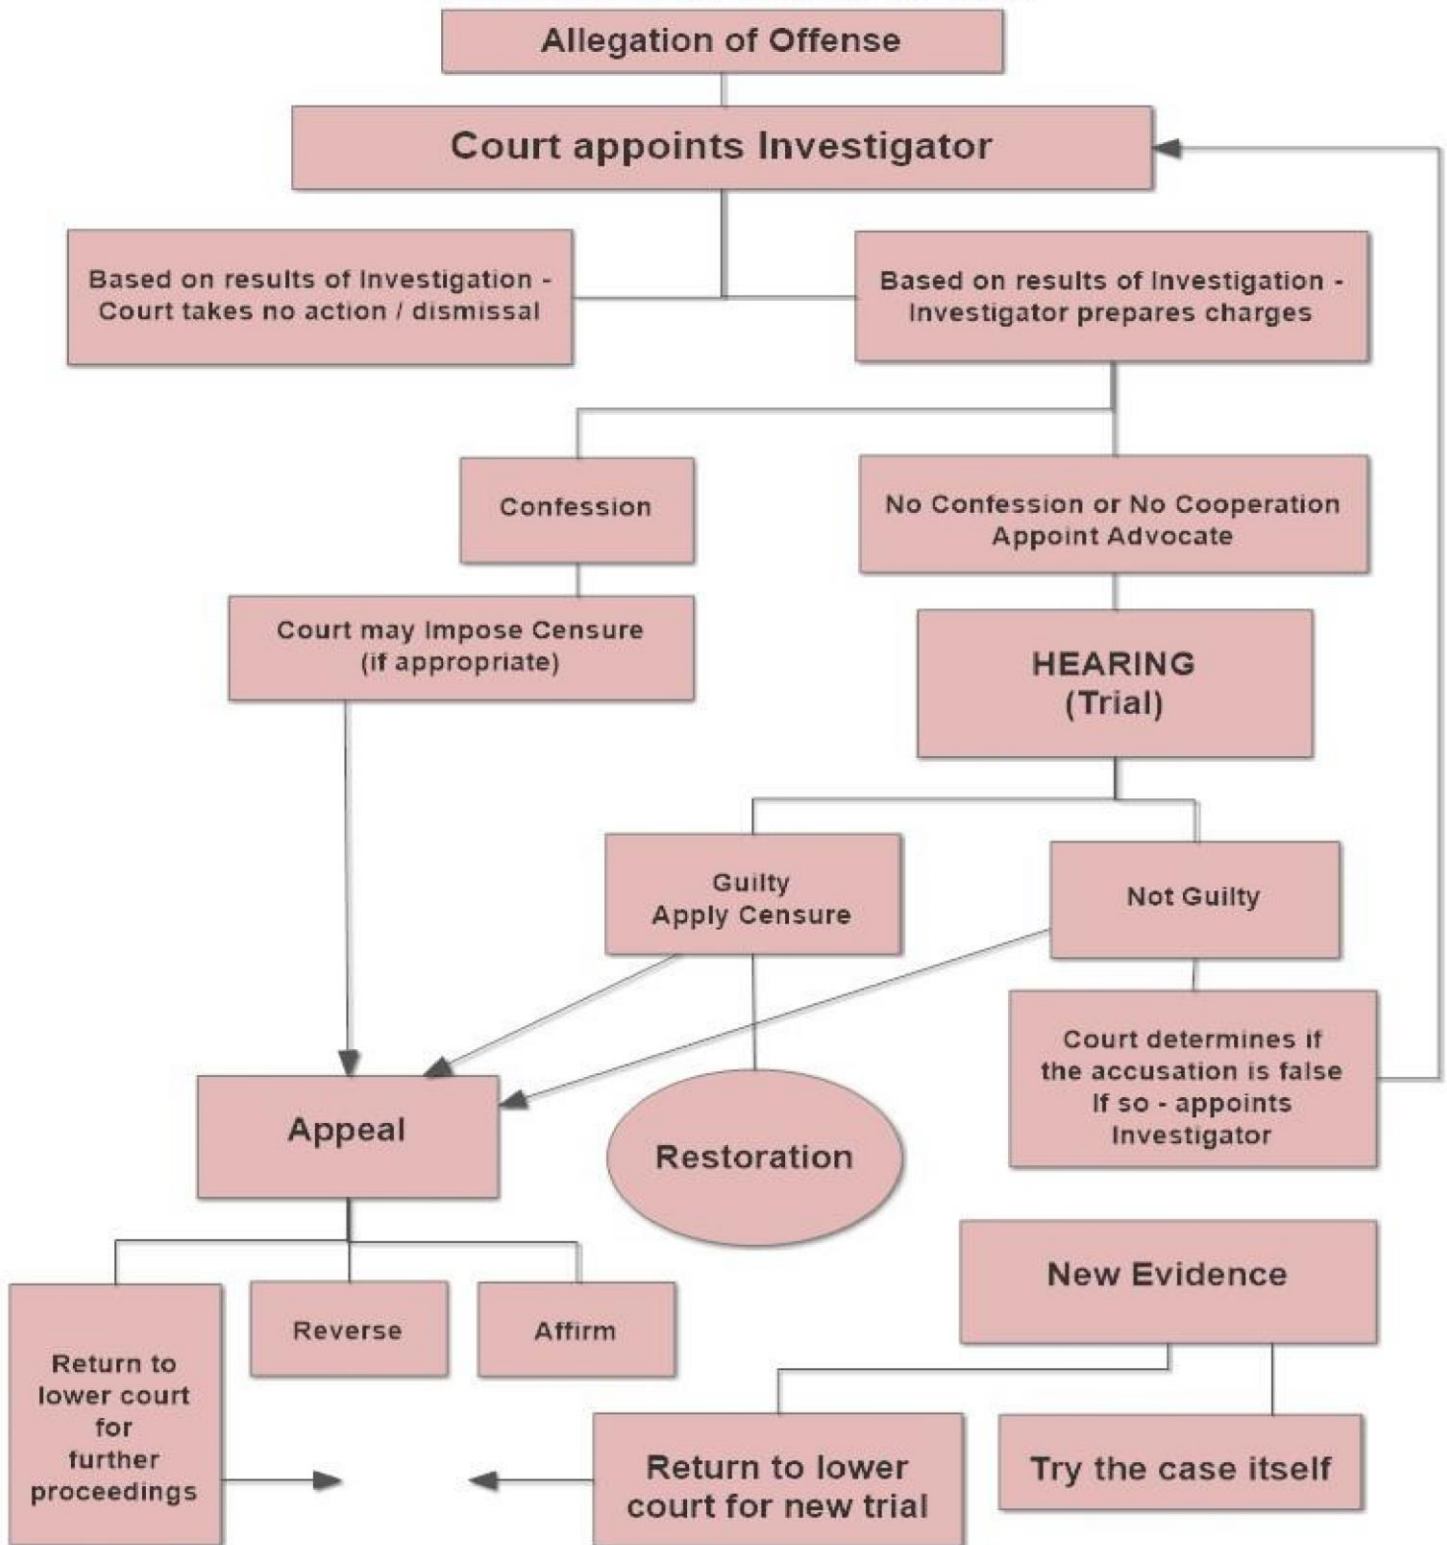 Allegation of Offense
Court appoints Investigator
Based on results of Investigation -
Court takes no action / dismissal
Based on results of Investigation -
Investigator prepares charges
Confession
No Confession or No Cooperation
Appoint Advocate
Court may Impose Censure
(if appropriate)
HEARING
(Trial)
Guilty
Apply Censure
Not Guilty
Court determines if
the accusation is false
If so - appoints
Investigator
Appeal
Restoration
New Evidence
Return to
lower court
for
further
proceedings
Reverse
Affirm
Return to lower
court for new trial
Try the case itself